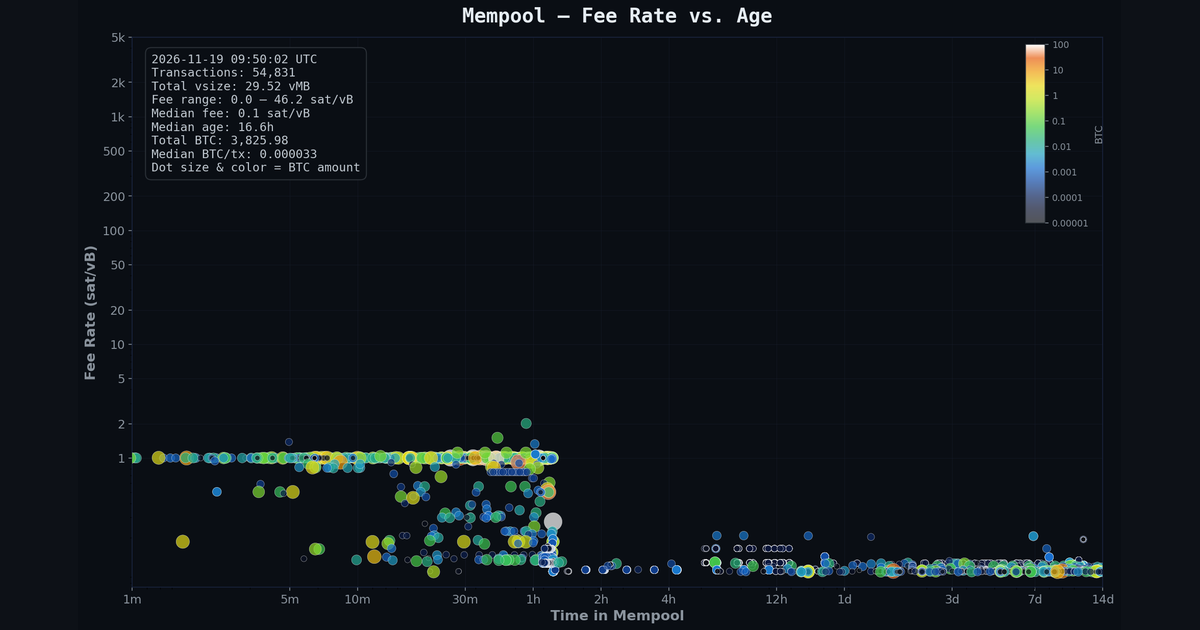 Mempool — Fee Rate vs. Age
2026-11-19 09:50:02 UTC
Transactions: 54,831
Total vsize: 29.52 vMB
Fee range: 0.0 — 46.2 sat/vB
Median fee: 0.1 sat/vB
Median age: 16.6h
Total BTC: 3,825.98
Median BTC/tx: 0.000033
Dot size & color = BTC amount
100
10
1
0.1
0.01
0.001
0.0001
0.00001
BTC
5k
2k
1k
500
200
100
50
20
10
5
2
1
Fee Rate (sat/vB)
1m 5m 10m 30m 1h 2h 4h 12h 1d 3d 7d 14d
Time in Mempool